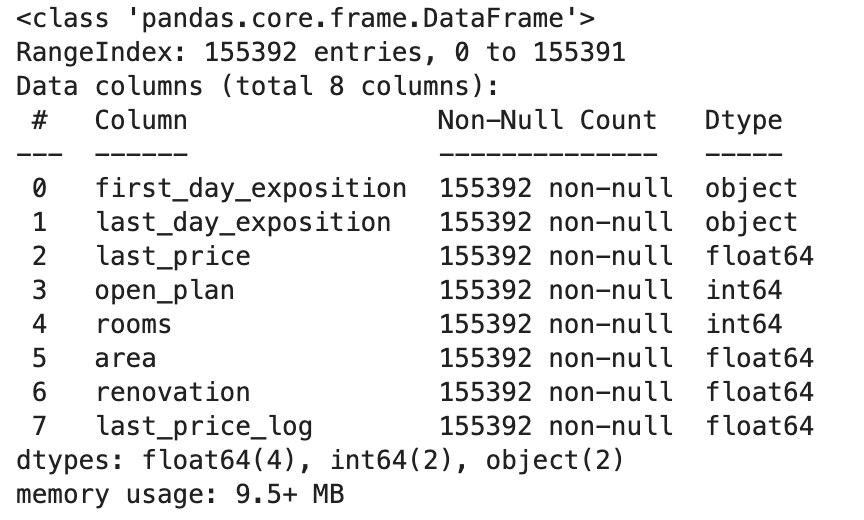 <class 'pandas.core.frame.DataFrame'>
RangeIndex: 155392 entries, 0 to 155391
Data columns (total 8 columns):
 #   Column                Non-Null Count   Dtype
---  ------                --------------   -----
 0   first_day_exposition  155392 non-null  object
 1   last_day_exposition   155392 non-null  object
 2   last_price            155392 non-null  float64
 3   open_plan             155392 non-null  int64
 4   rooms                 155392 non-null  int64
 5   area                  155392 non-null  float64
 6   renovation            155392 non-null  float64
 7   last_price_log        155392 non-null  float64
dtypes: float64(4), int64(2), object(2)
memory usage: 9.5+ MB